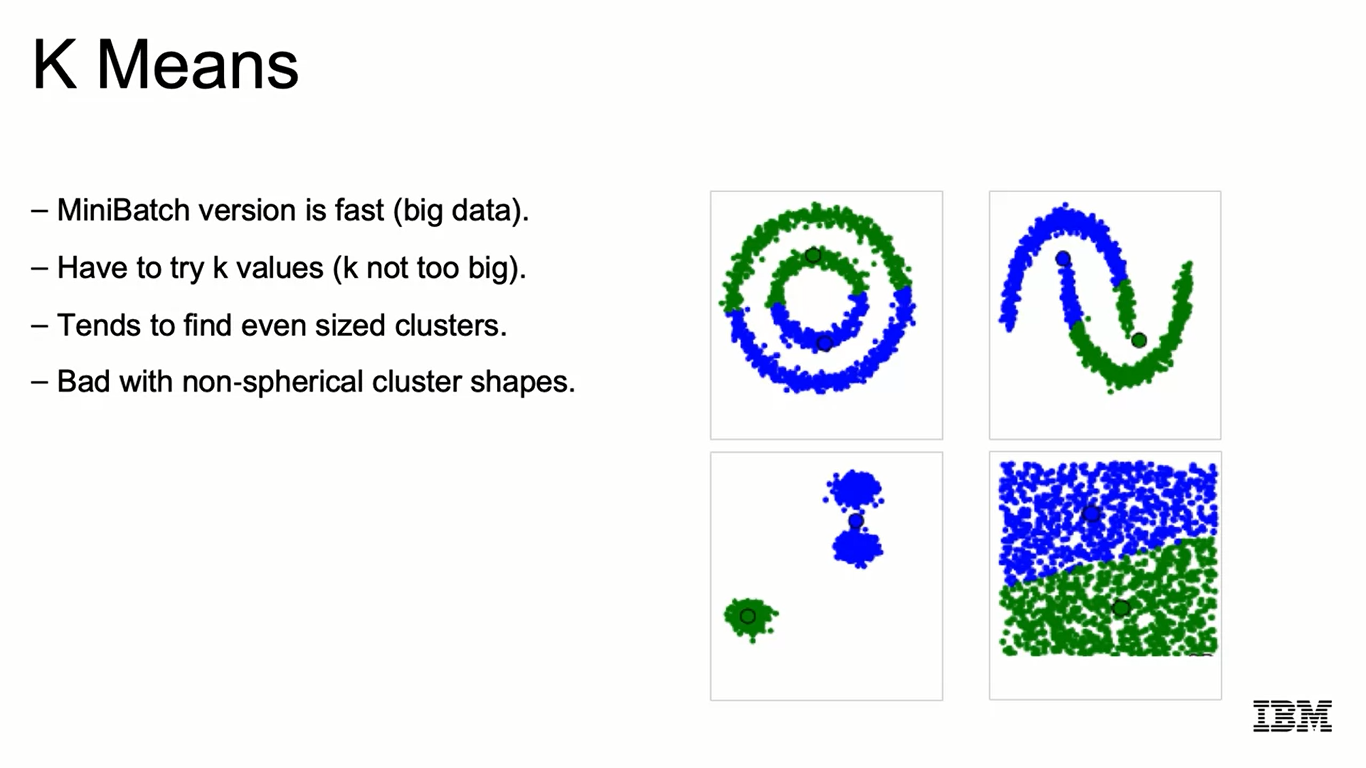 K Means
– MiniBatch version is fast (big data).
– Have to try k values (k not too big).
– Tends to find even sized clusters.
– Bad with non-spherical cluster shapes.
IBM